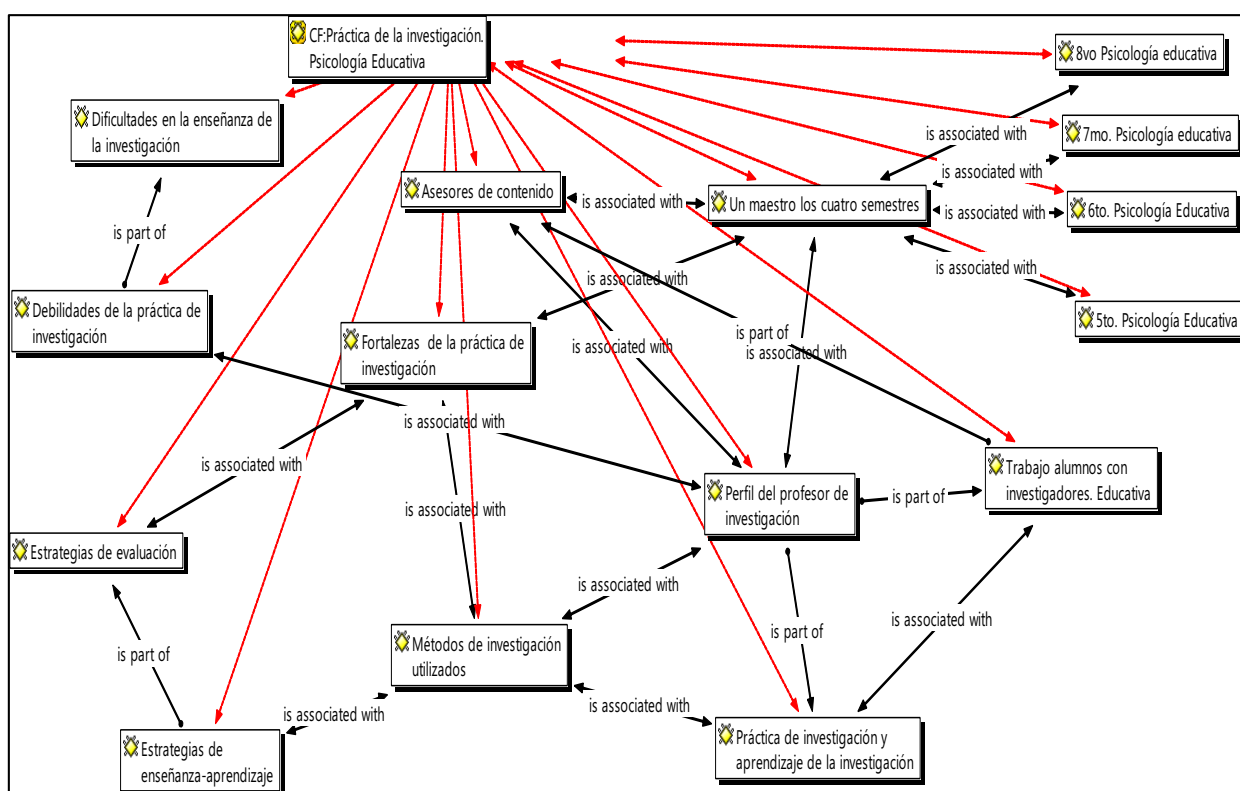 CF:Práctica de la investigación.
Psicología Educativa
8vo Psicología educativa
Dificultades en la enseñanza de
la investigación
is associated with
7mo. Psicología educativa
is associated with
Asesores de contenido
is associated with
Un maestro los cuatro semestres
is associated with
6to. Psicología Educativa
is part of
is associated with
is associated with
Debilidades de la práctica de
investigación
5to. Psicología Educativa
Fortalezas de la práctica de
investigación
is part of
is associated with
is associated with
is associated with
is associated with
Trabajo alumnos con
investigadores. Educativa
Perfil del profesor de
investigación
is part of
is associated with
Estrategias de evaluación
is associated with
is associated with
is part of
is part of
Métodos de investigación
utilizados
is associated with
is associated with
Estrategias de
enseñanza-aprendizaje
Práctica de investigación y
aprendizaje de la investigación